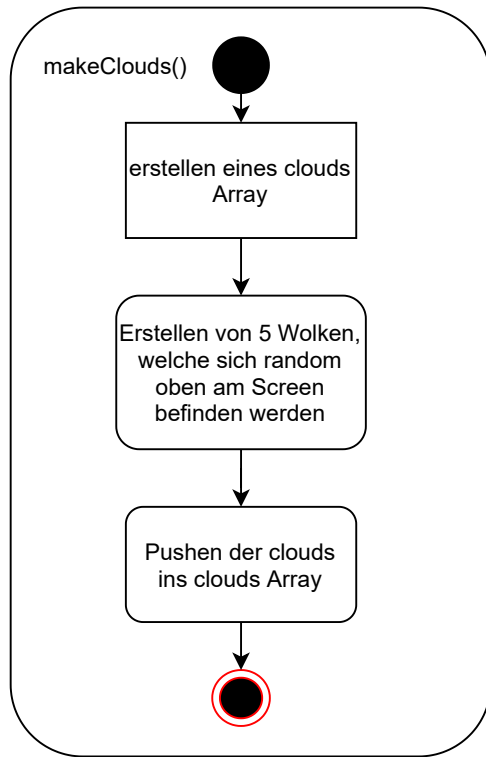 makeClouds()
erstellen eines clouds
Array
Erstellen von 5 Wolken,
welche sich random
oben am Screen
befinden werden
Pushen der clouds
ins clouds Array